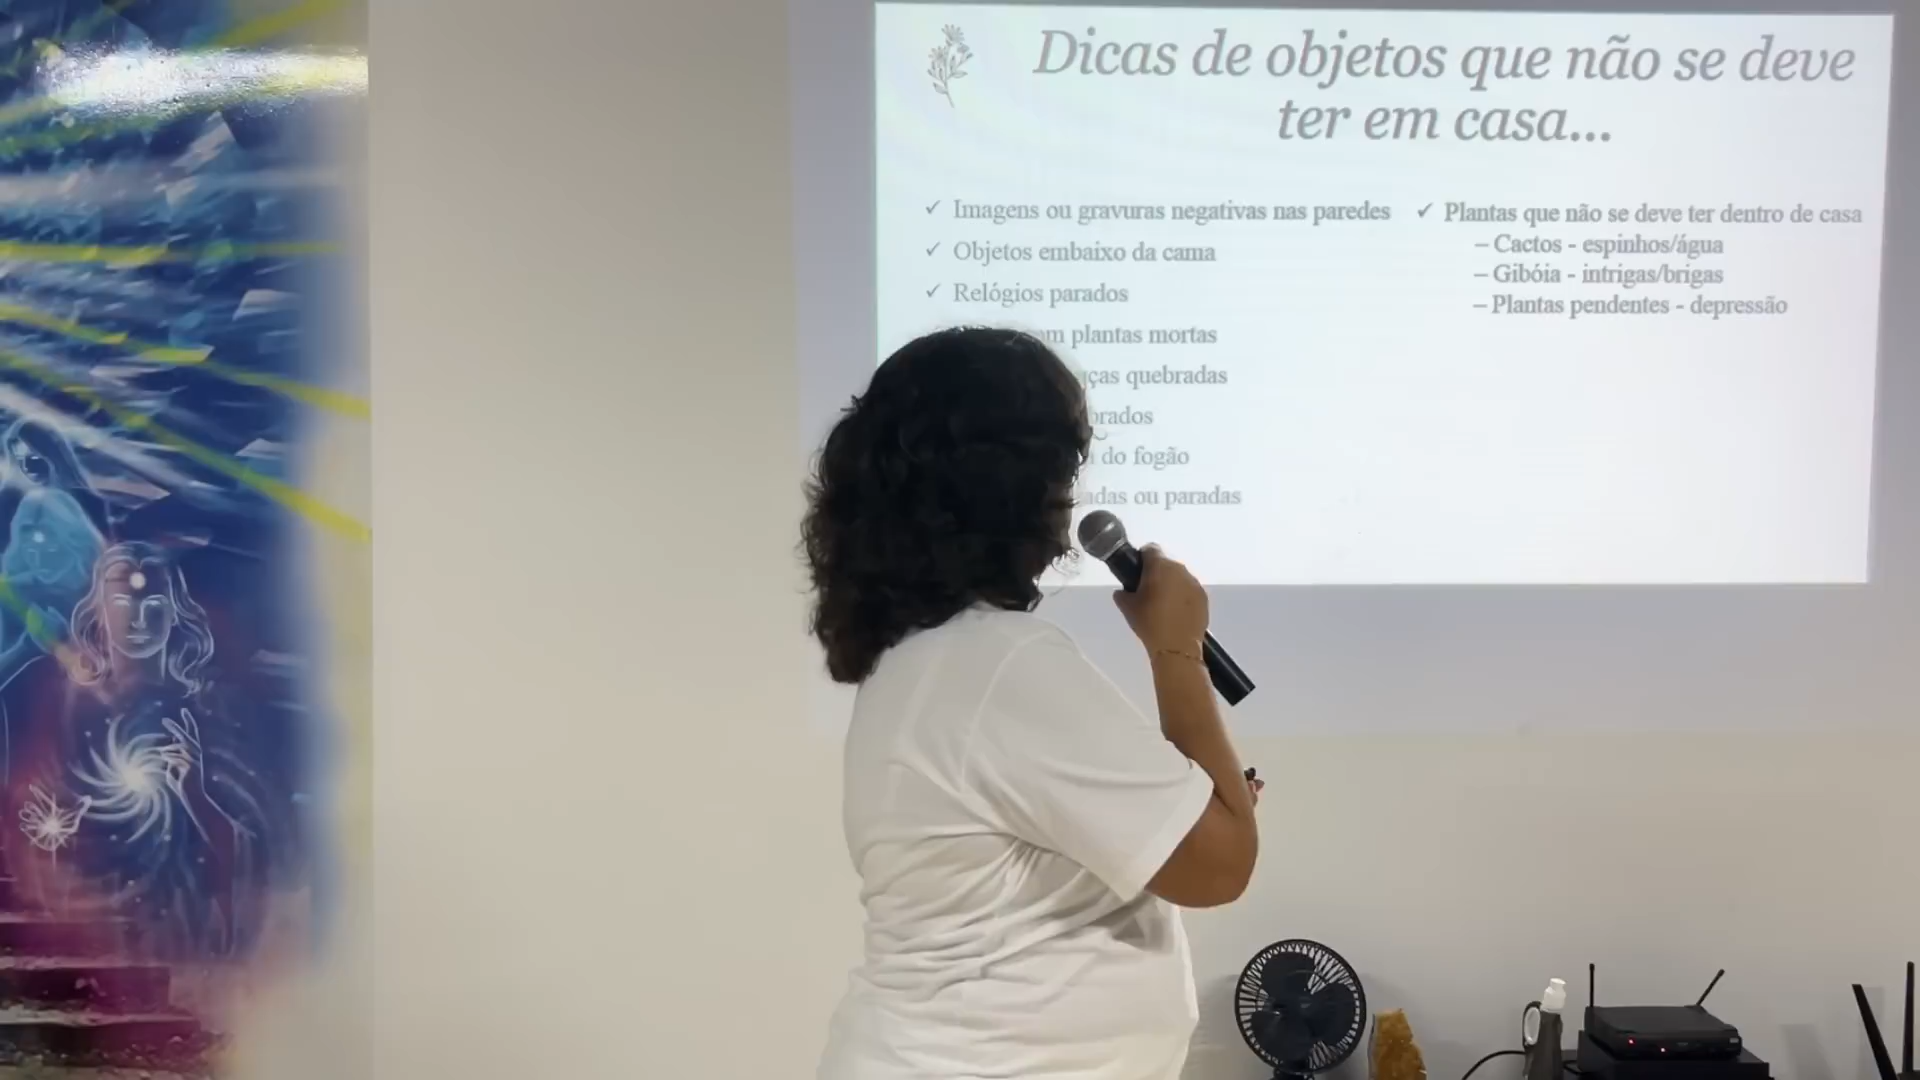 Dicas de objetos que não se deve
ter em casa...
✓ Imagens ou gravuras negativas nas paredes
✓ Objetos embaixo da cama
✓ Relógios parados
plantas mortas
quebradas
do fogão
ou paradas
✓ Plantas que não se deve ter dentro de casa
– Cactos - espinhos/água
– Gibóia - intrigas/brigas
– Plantas pendentes - depressão